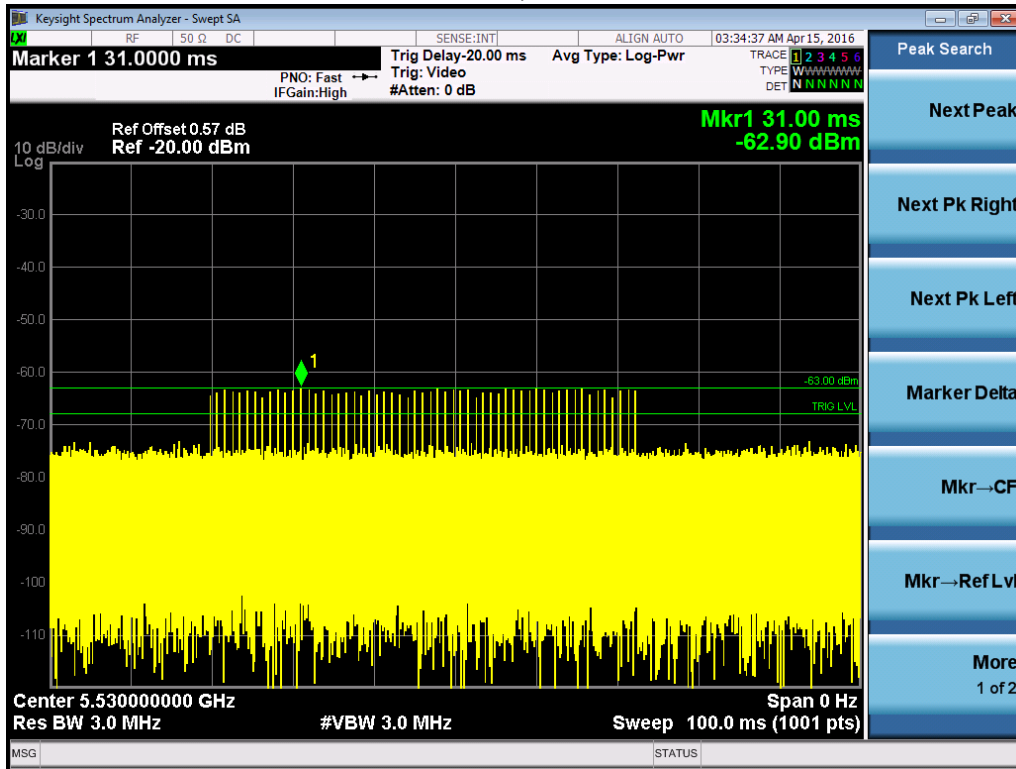 Keysight Spectrum Analyzer - Swept SA
LXI RF 50 Ω DC SENSE:INT ALIGN AUTO 03:34:37 AM Apr 15, 2016
Marker 1 31.0000 ms
PNO: Fast
IFGain:High
Trig Delay-20.00 ms
Trig: Video
#Atten: 0 dB
Avg Type: Log-Pwr
TRACE 1 2 3 4 5 6
TYPE WWWWWW
DET N N N N N N
Mkr1 31.00 ms
-62.90 dBm
Ref Offset 0.57 dB
10 dB/div Ref -20.00 dBm
Log
-30.0
-40.0
-50.0
-60.0
-70.0
-80.0
-90.0
-100
-110
1
-63.00 dBm
TRIG LVL
Center 5.530000000 GHz
Span 0 Hz
Res BW 3.0 MHz
#VBW 3.0 MHz
Sweep 100.0 ms (1001 pts)
MSG
STATUS
Peak Search
Next Peak
Next Pk Right
Next Pk Left
Marker Delta
Mkr→CF
Mkr→Ref Lvl
More
1 of 2